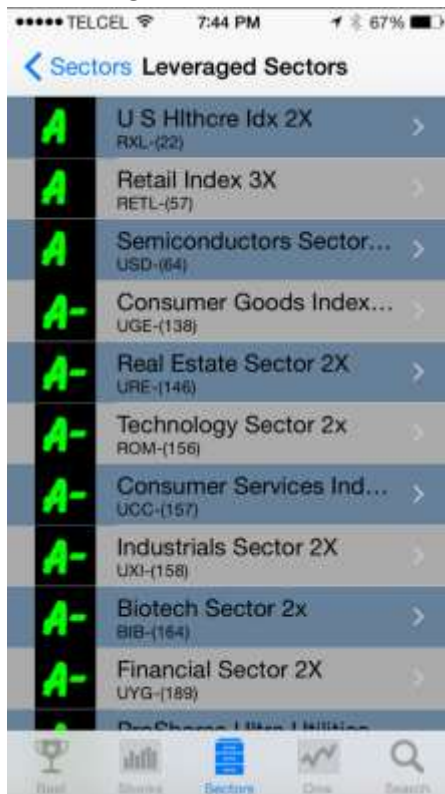 TELCEL 7:44 PM 67%
Sectors Leveraged Sectors
A U S Hlthcre Idx 2X
RXL-(22)
A Retail Index 3X
RETL-(57)
A Semiconductors Sector...
USD-(64)
A- Consumer Goods Index...
UGE-(138)
A- Real Estate Sector 2X
URE-(146)
A- Technology Sector 2x
ROM-(156)
A- Consumer Services Ind...
UCC-(157)
A- Industrials Sector 2X
UXI-(158)
A- Biotech Sector 2x
BIB-(164)
A- Financial Sector 2X
UYG-(189)
ProShares Ultra Utilities
Stocks Sectors Search